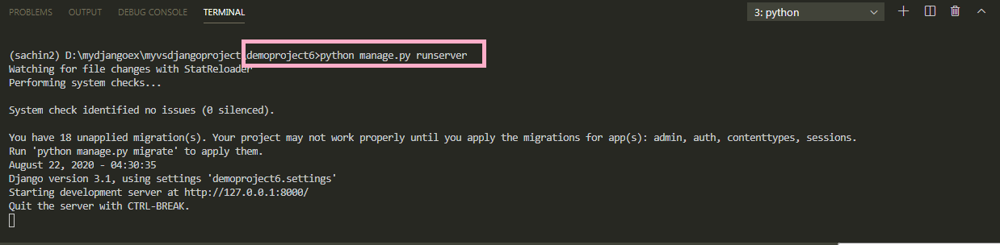 PROBLEMS OUTPUT DEBUG CONSOLE TERMINAL 3: python
(sachin2) D:\mydjangoex\myvsdjangoproject\demoproject6>python manage.py runserver
Watching for file changes with StatReloader
Performing system checks...
System check identified no issues (0 silenced).
You have 18 unapplied migration(s). Your project may not work properly until you apply the migrations for app(s): admin, auth, contenttypes, sessions.
Run 'python manage.py migrate' to apply them.
August 22, 2020 - 04:30:35
Django version 3.1, using settings 'demoproject6.settings'
Starting development server at http://127.0.0.1:8000/
Quit the server with CTRL-BREAK.